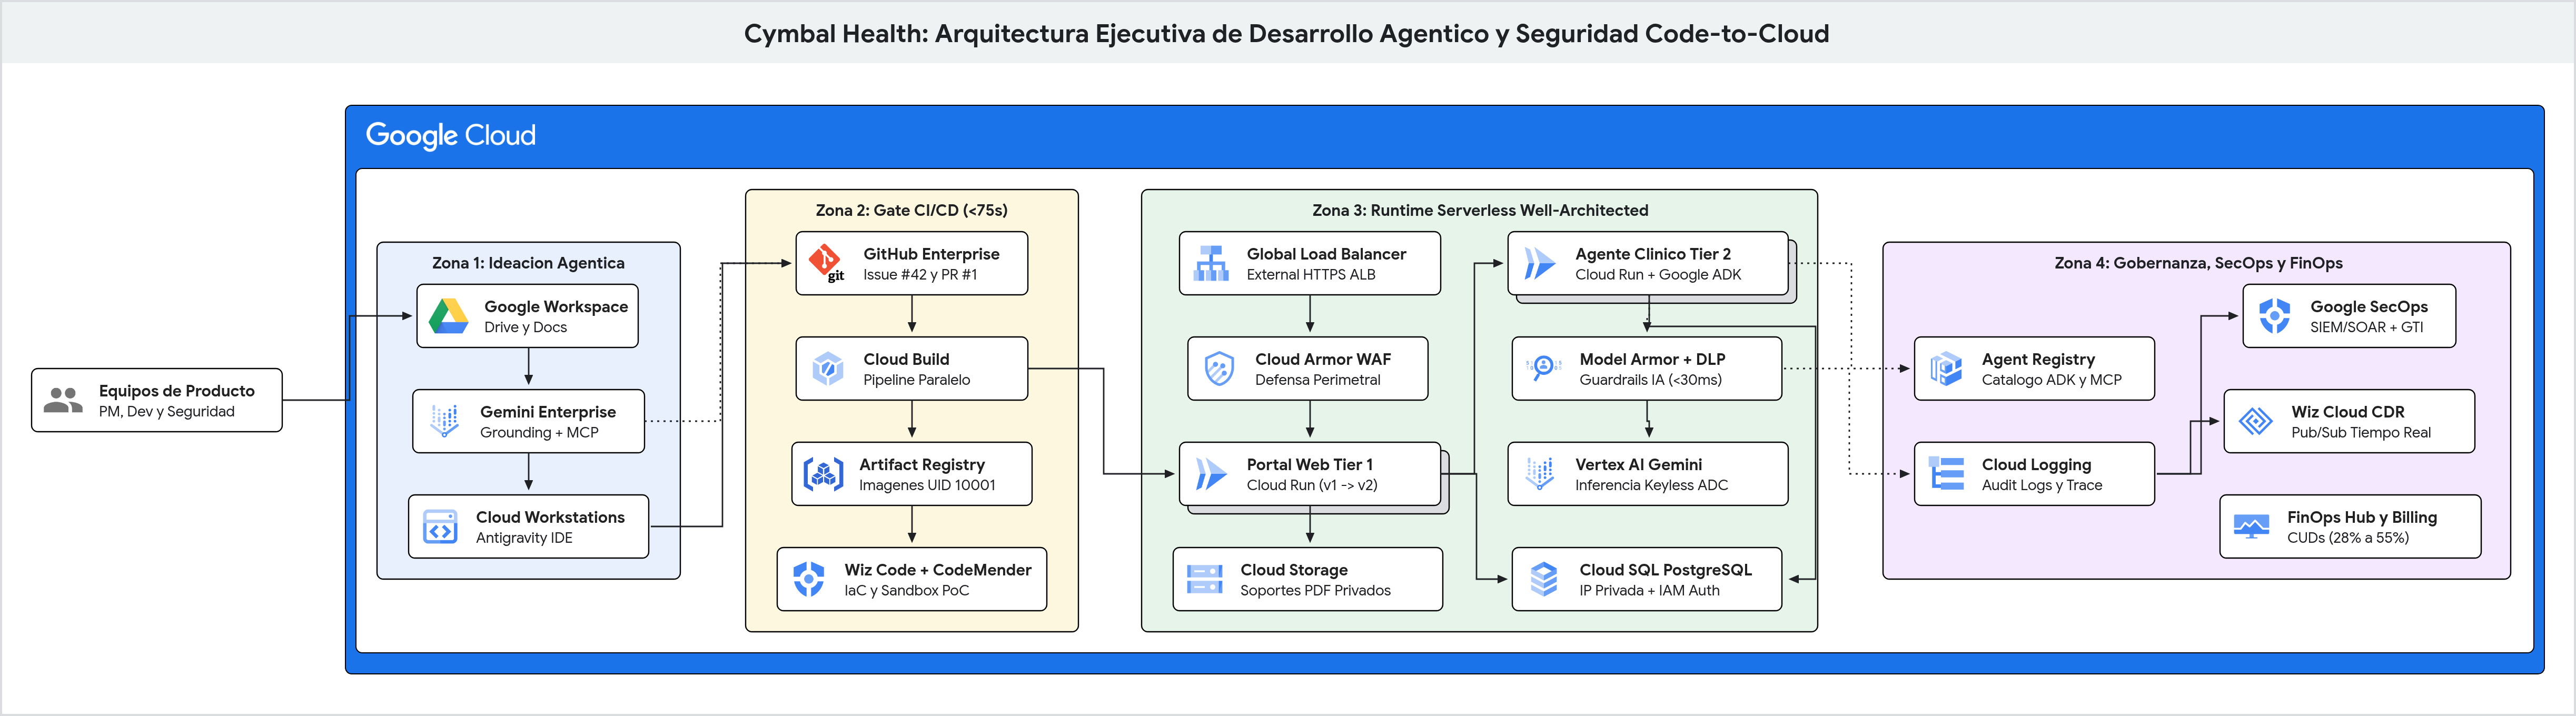 Cymbal Health: Arquitectura Ejecutiva de Desarrollo Agentico y Seguridad Code-to-Cloud
Google Cloud
Equipos de Producto
PM, Dev y Seguridad
Zona 1: Ideacion Agentica
Google Workspace
Drive y Docs
Gemini Enterprise
Grounding + MCP
Cloud Workstations
Antigravity IDE
Zona 2: Gate CI/CD (<75s)
git
GitHub Enterprise
Issue #42 y PR #1
Cloud Build
Pipeline Paralelo
Artifact Registry
Imagenes UID 10001
Wiz Code + CodeMender
IaC y Sandbox PoC
Zona 3: Runtime Serverless Well-Architected
Global Load Balancer
External HTTPS ALB
Cloud Armor WAF
Defensa Perimetral
Portal Web Tier 1
Cloud Run (v1 -> v2)
Cloud Storage
Soportes PDF Privados
Agente Clinico Tier 2
Cloud Run + Google ADK
Model Armor + DLP
Guardrails IA (<30ms)
Vertex AI Gemini
Inferencia Keyless ADC
Cloud SQL PostgreSQL
IP Privada + IAM Auth
Zona 4: Gobernanza, SecOps y FinOps
Agent Registry
Catalogo ADK y MCP
Cloud Logging
Audit Logs y Trace
Google SecOps
SIEM/SOAR + GTI
Wiz Cloud CDR
Pub/Sub Tiempo Real
FinOps Hub y Billing
CUDs (28% a 55%)